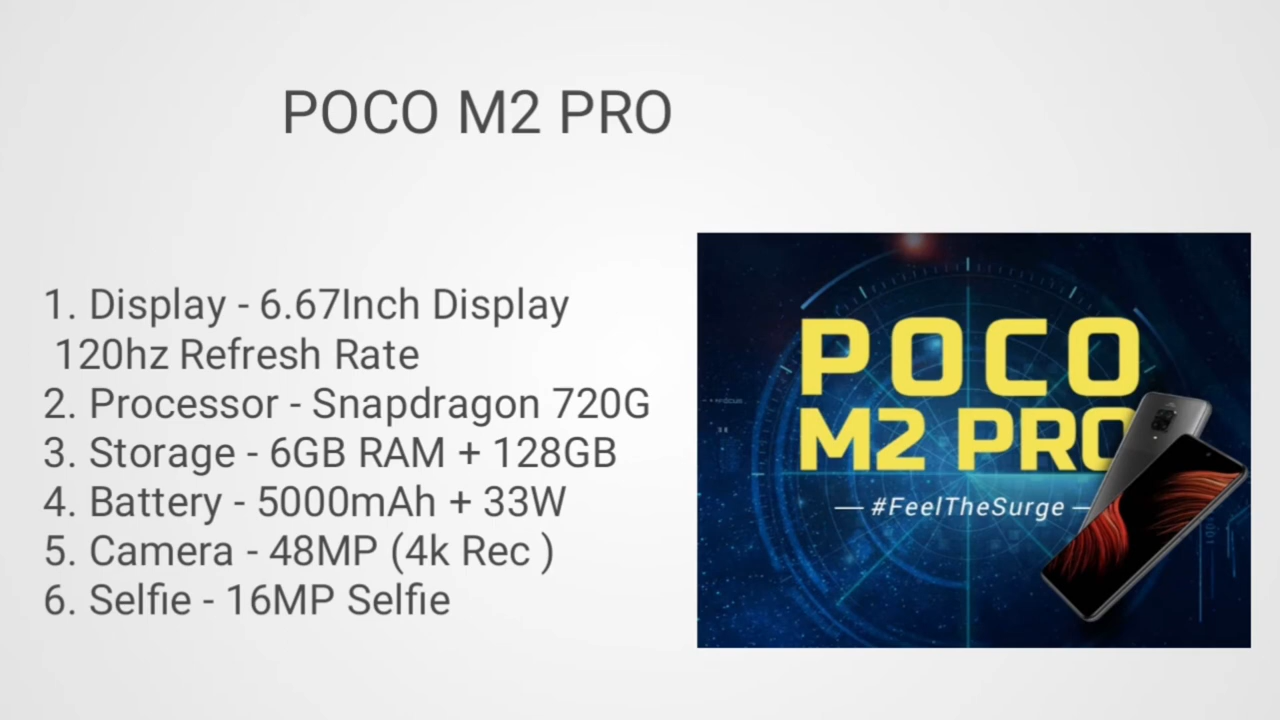 POCO M2 PRO
1. Display - 6.67Inch Display
120hz Refresh Rate
2. Processor - Snapdragon 720G
3. Storage - 6GB RAM + 128GB
4. Battery - 5000mAh + 33W
5. Camera - 48MP (4k Rec )
6. Selfie - 16MP Selfie
POCO
M2 PRO
— #FeelTheSurge —